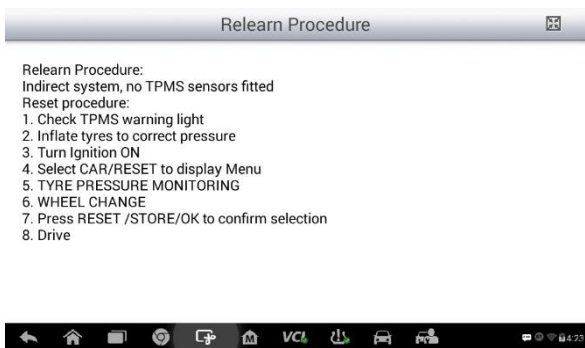 Relearn Procedure
Relearn Procedure:
Indirect system, no TPMS sensors fitted
Reset procedure:
1. Check TPMS warning light
2. Inflate tyres to correct pressure
3. Turn Ignition ON
4. Select CAR/RESET to display Menu
5. TYRE PRESSURE MONITORING
6. WHEEL CHANGE
7. Press RESET /STORE/OK to confirm selection
8. Drive
M VCI 4:23